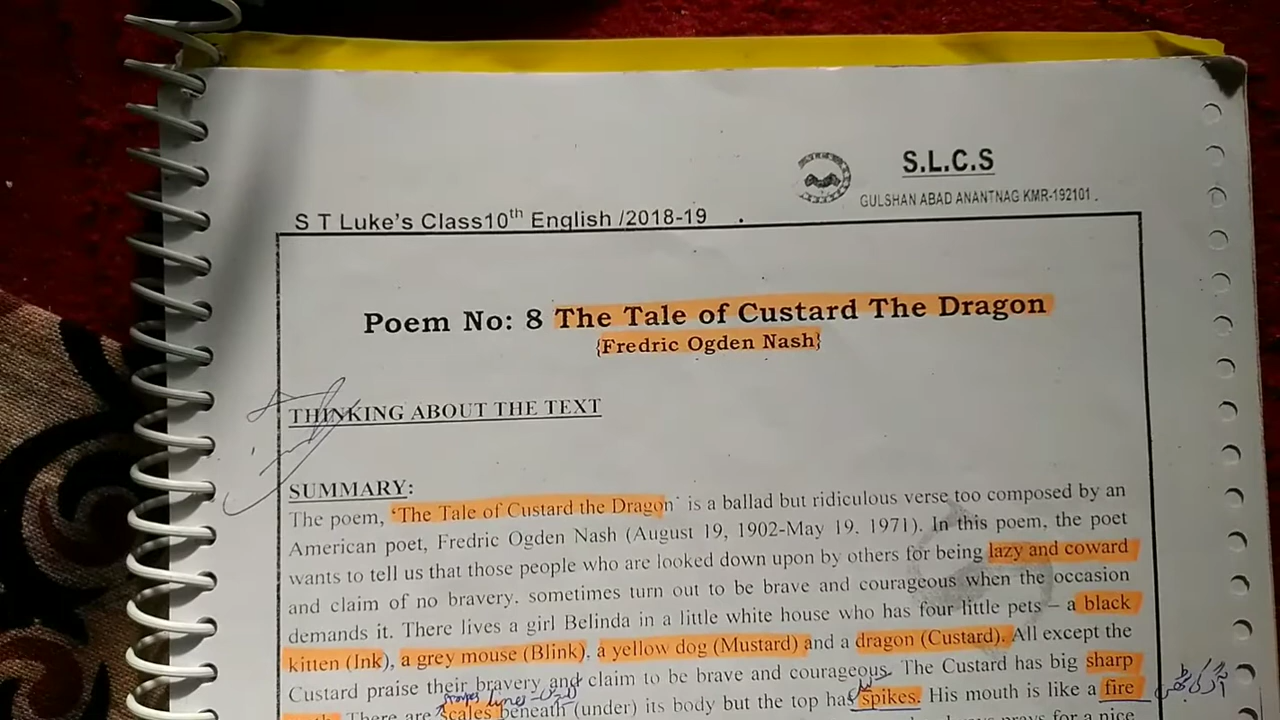 S.L.C.S
GULSHAN ABAD ANANTNAG KMR-192101.
S T Luke's Class10th English /2018-19 .
Poem No: 8 The Tale of Custard The Dragon
{Fredric Ogden Nash}
THINKING ABOUT THE TEXT
SUMMARY:
The poem, 'The Tale of Custard the Dragon' is a ballad but ridiculous verse too composed by an
American poet, Fredric Ogden Nash (August 19, 1902-May 19. 1971). In this poem, the poet
wants to tell us that those people who are looked down upon by others for being lazy and coward
and claim of no bravery. sometimes turn out to be brave and courageous when the occasion
demands it. There lives a girl Belinda in a little white house who has four little pets – a black
kitten (Ink), a grey mouse (Blink), a yellow dog (Mustard) and a dragon (Custard). All except the
Custard praise their bravery and claim to be brave and courageous. The Custard has big sharp
There are scales beneath (under) its body but the top has spikes. His mouth is like a fire
prays for a nice